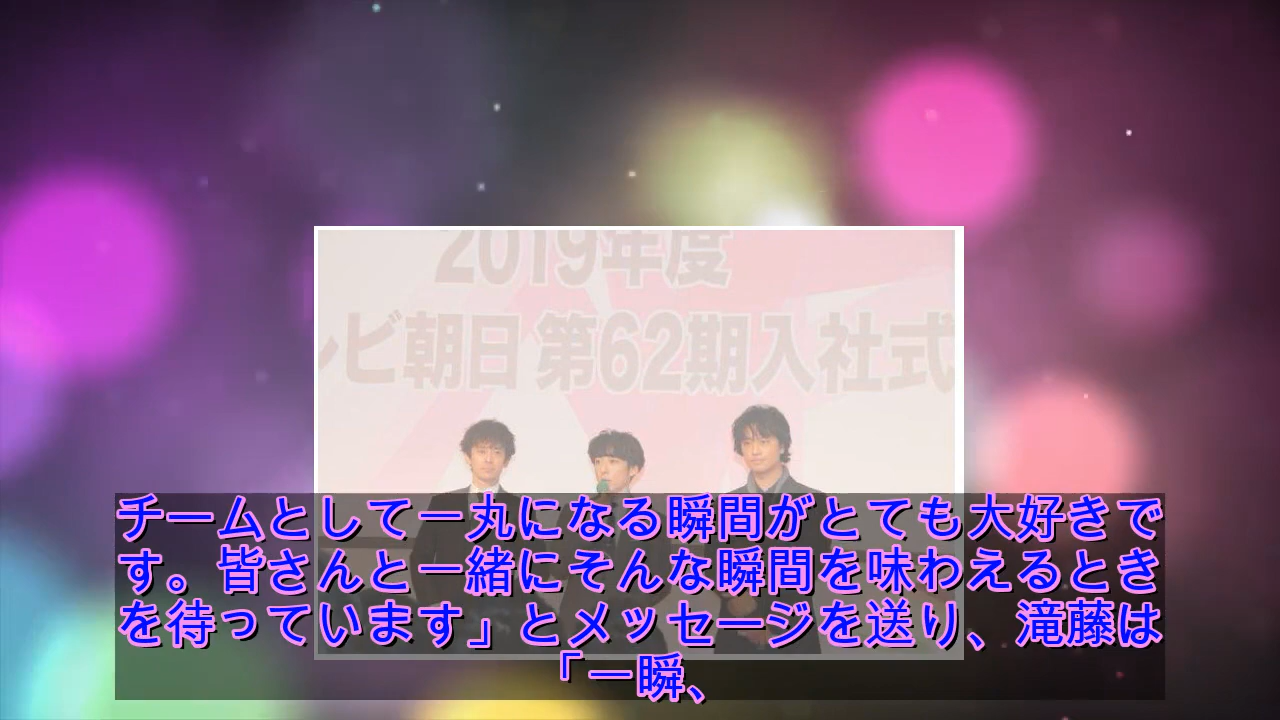 2019年度
レビ朝日 第62期入社式
チームとして一丸になる瞬間がとても大好きで
す。皆さんと一緒にそんな瞬間を味わえるとき
を待っています」とメッセージを送り、滝藤は
「一瞬、